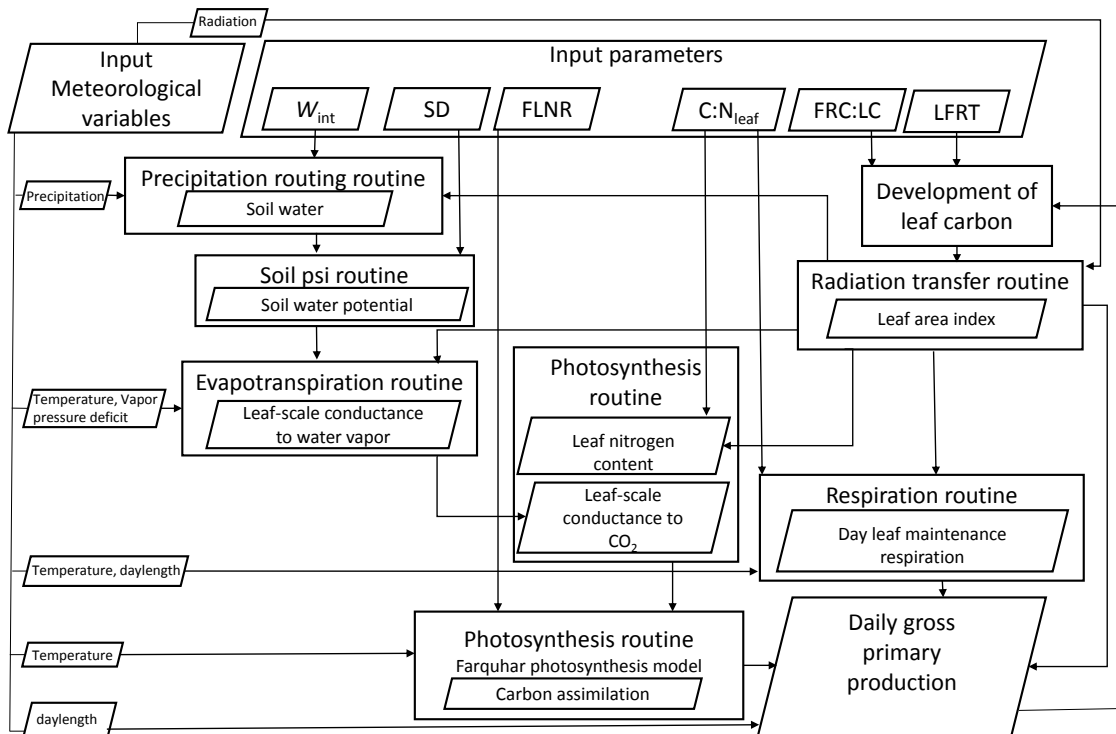 Radiation
Input
Meteorological
variables
Input parameters
W_int
SD
FLNR
C:N_leaf
FRC:LC
LFRT
Precipitation
Precipitation routing routine
Soil water
Development of
leaf carbon
Soil psi routine
Soil water potential
Radiation transfer routine
Leaf area index
Temperature, Vapor
pressure deficit
Evapotranspiration routine
Leaf-scale conductance
to water vapor
Photosynthesis
routine
Leaf nitrogen
content
Leaf-scale
conductance to
CO₂
Respiration routine
Day leaf maintenance
respiration
Temperature, daylength
Temperature
Photosynthesis routine
Farquhar photosynthesis model
Carbon assimilation
Daily gross
primary
production
daylength